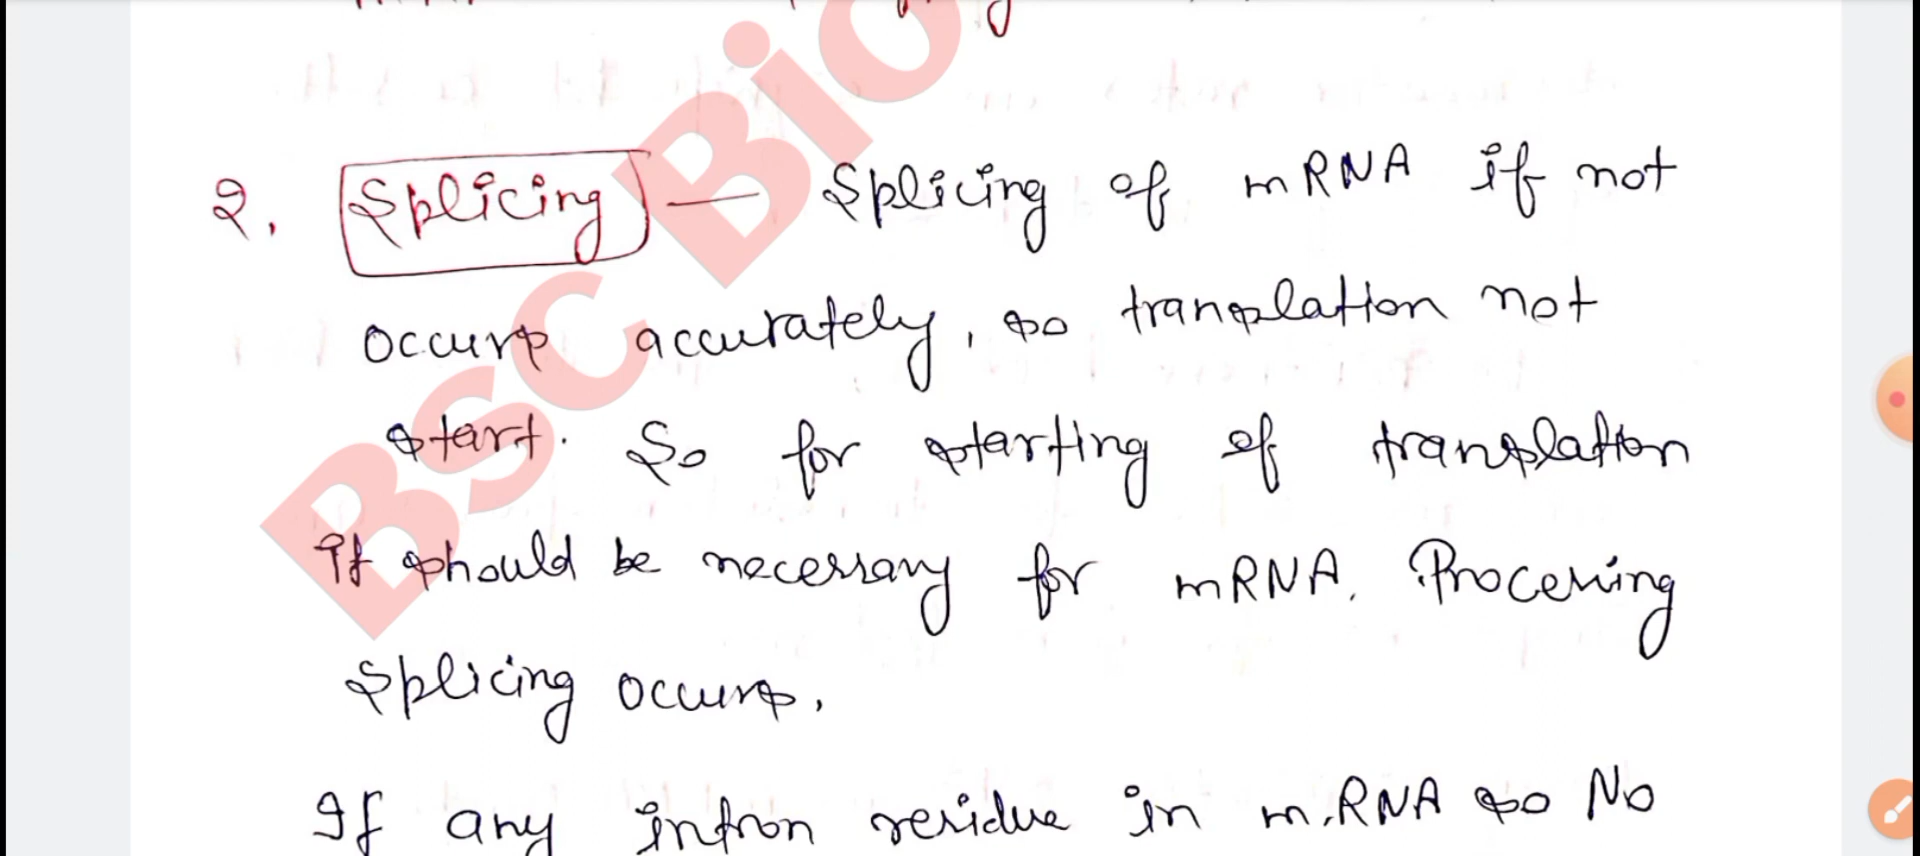 2. Splicing — Splicing of mRNA if not
occurs accurately, so translation not
start. So for starting of translation
It should be necessary for mRNA. Processing
Splicing occurs.
If any intron residue in m.RNA so No
BSC Bio